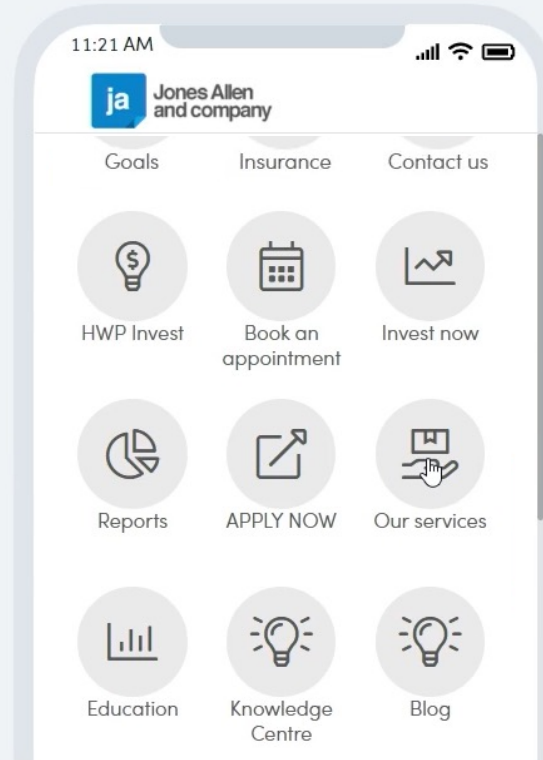 11:21 AM
ja
Jones Allen
and company
Goals
Insurance
Contact us
$
HWP Invest
Book an
appointment
Invest now
Reports
APPLY NOW
Our services
Education
Knowledge
Centre
Blog